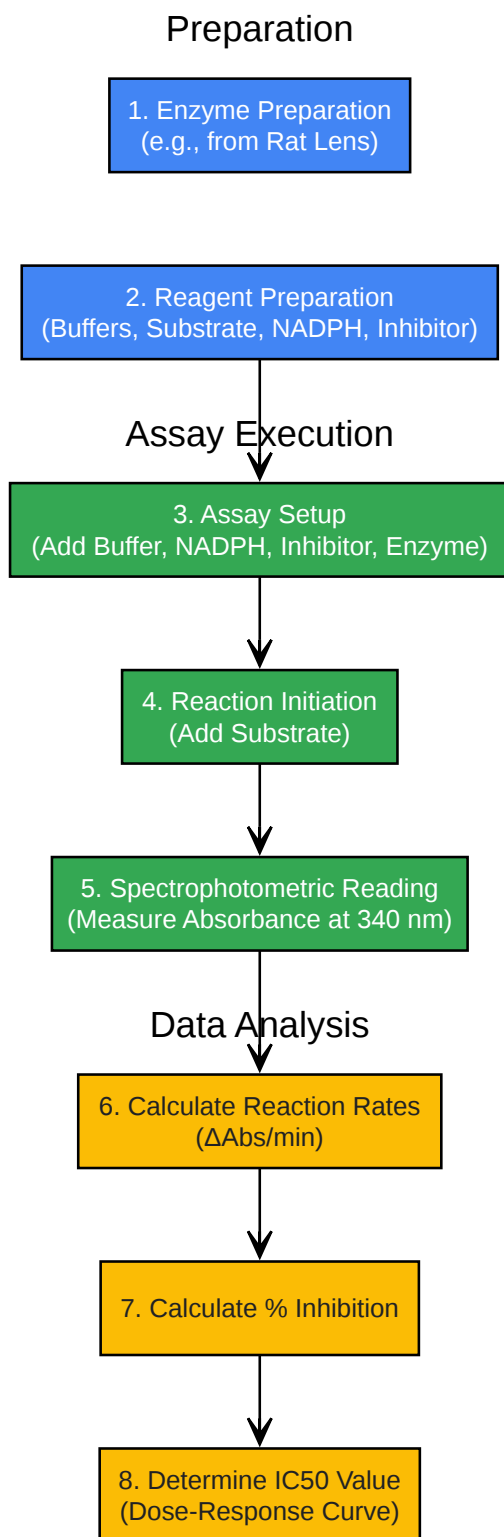 Preparation
1. Enzyme Preparation
(e.g., from Rat Lens)
2. Reagent Preparation
(Buffers, Substrate, NADPH, Inhibitor)
Assay Execution
3. Assay Setup
(Add Buffer, NADPH, Inhibitor, Enzyme)
4. Reaction Initiation
(Add Substrate)
5. Spectrophotometric Reading
(Measure Absorbance at 340 nm)
Data Analysis
6. Calculate Reaction Rates
(ΔAbs/min)
7. Calculate % Inhibition
8. Determine IC50 Value
(Dose-Response Curve)